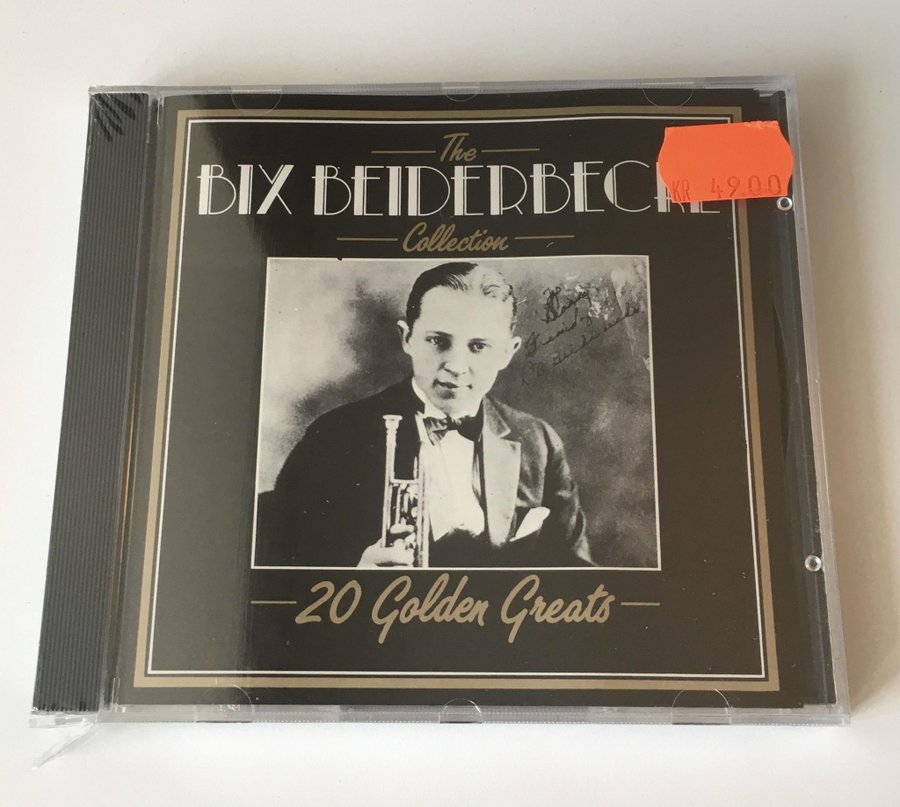 The
BIX BEIDERBECKE
KR 49.00
Collection
20 Golden Greats